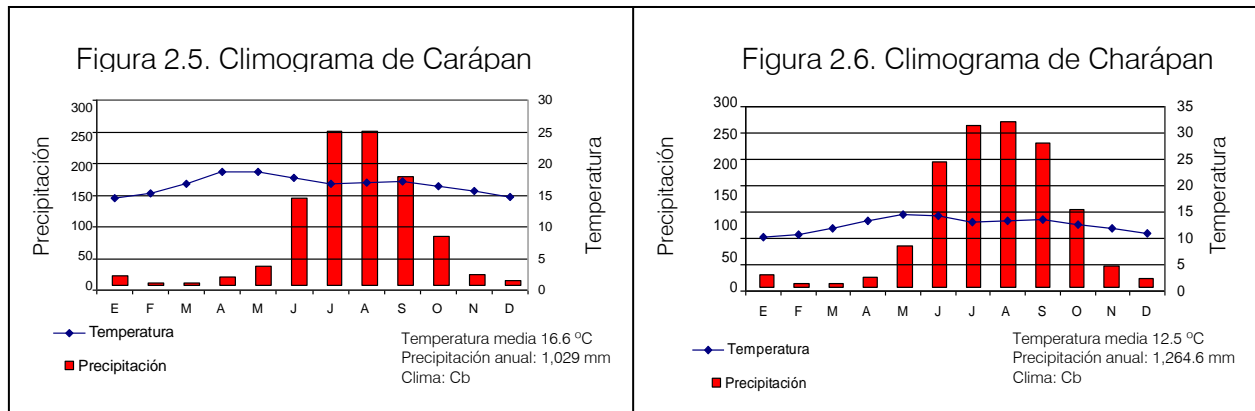 Figura 2.5. Climograma de Carápan
Precipitación
300
250
200
150
100
50
0
30
25
20
15
10
5
0
Temperatura
E F M A M J J A S O N D
Temperatura
Precipitación
Temperatura media 16.6 ºC
Precipitación anual: 1,029 mm
Clima: Cb
Figura 2.6. Climograma de Charápan
Precipitación
300
250
200
150
100
50
0
35
30
25
20
15
10
5
0
Temperatura
E F M A M J J A S O N D
Temperatura
Precipitación
Temperatura media 12.5 ºC
Precipitación anual: 1,264.6 mm
Clima: Cb